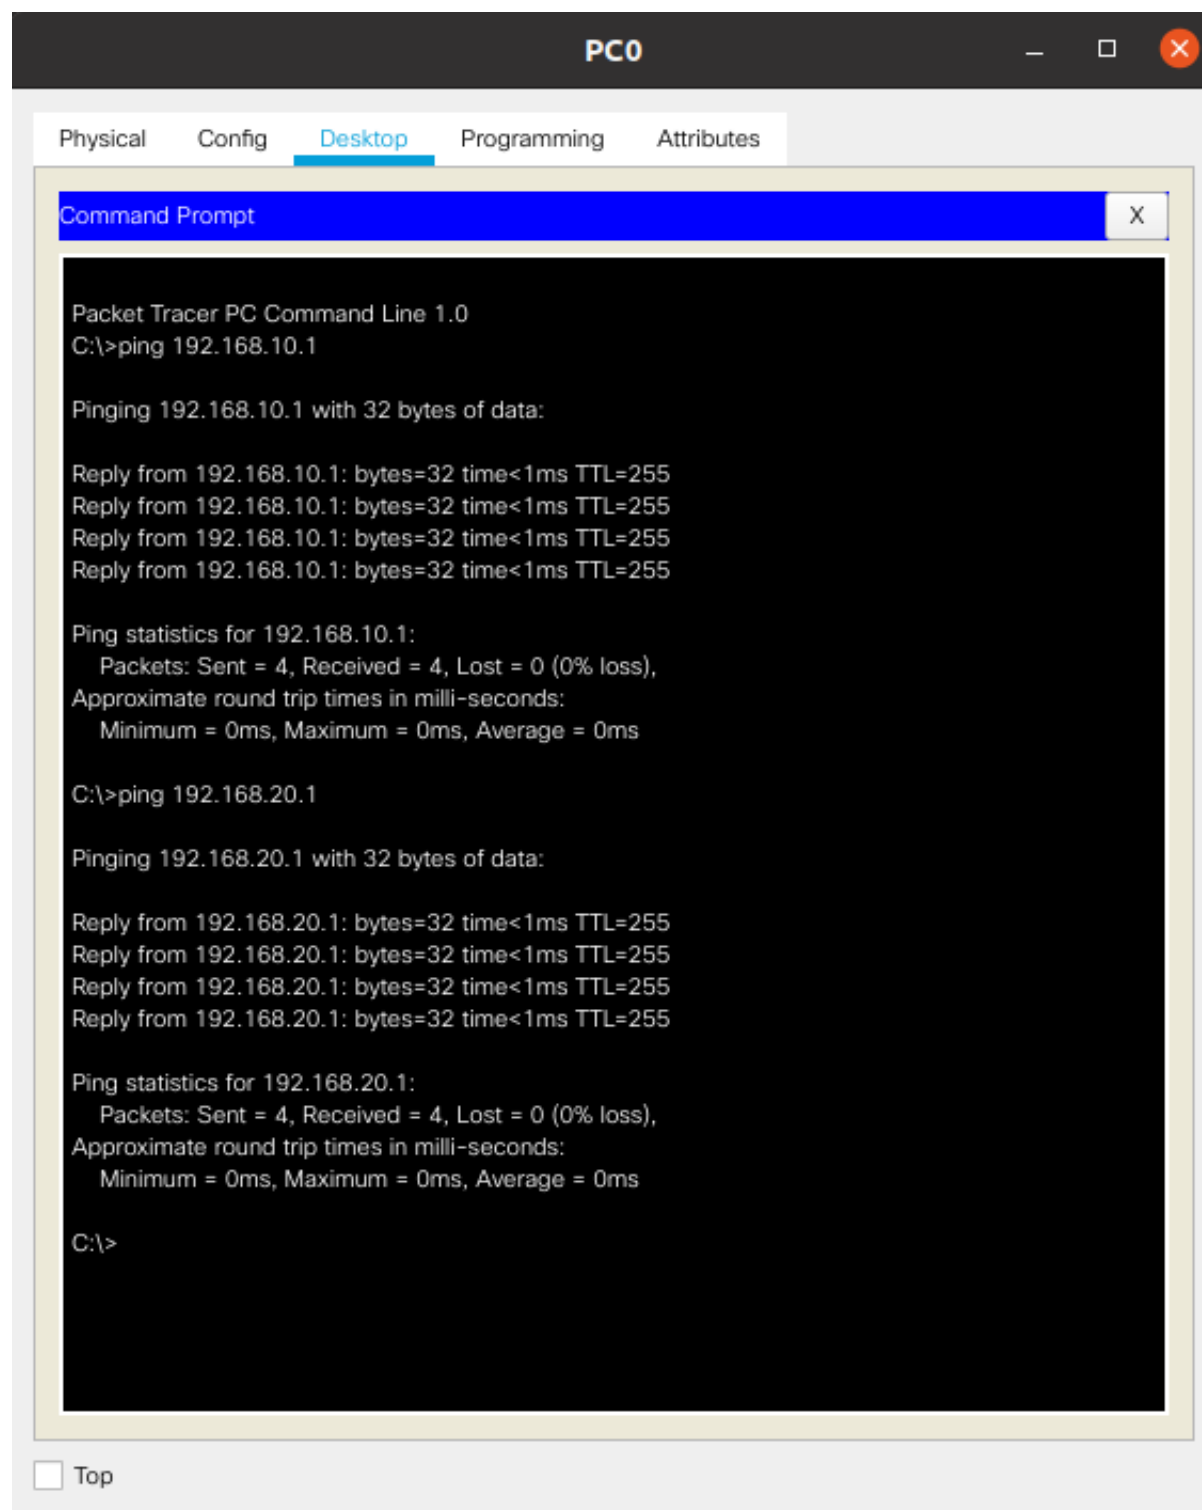 PC0
Physical Config Desktop Programming Attributes
Command Prompt X
Packet Tracer PC Command Line 1.0
C:\>ping 192.168.10.1
Pinging 192.168.10.1 with 32 bytes of data:
Reply from 192.168.10.1: bytes=32 time<1ms TTL=255
Reply from 192.168.10.1: bytes=32 time<1ms TTL=255
Reply from 192.168.10.1: bytes=32 time<1ms TTL=255
Reply from 192.168.10.1: bytes=32 time<1ms TTL=255
Ping statistics for 192.168.10.1:
Packets: Sent = 4, Received = 4, Lost = 0 (0% loss),
Approximate round trip times in milli-seconds:
Minimum = 0ms, Maximum = 0ms, Average = 0ms
C:\>ping 192.168.20.1
Pinging 192.168.20.1 with 32 bytes of data:
Reply from 192.168.20.1: bytes=32 time<1ms TTL=255
Reply from 192.168.20.1: bytes=32 time<1ms TTL=255
Reply from 192.168.20.1: bytes=32 time<1ms TTL=255
Reply from 192.168.20.1: bytes=32 time<1ms TTL=255
Ping statistics for 192.168.20.1:
Packets: Sent = 4, Received = 4, Lost = 0 (0% loss),
Approximate round trip times in milli-seconds:
Minimum = 0ms, Maximum = 0ms, Average = 0ms
C:\>
Top